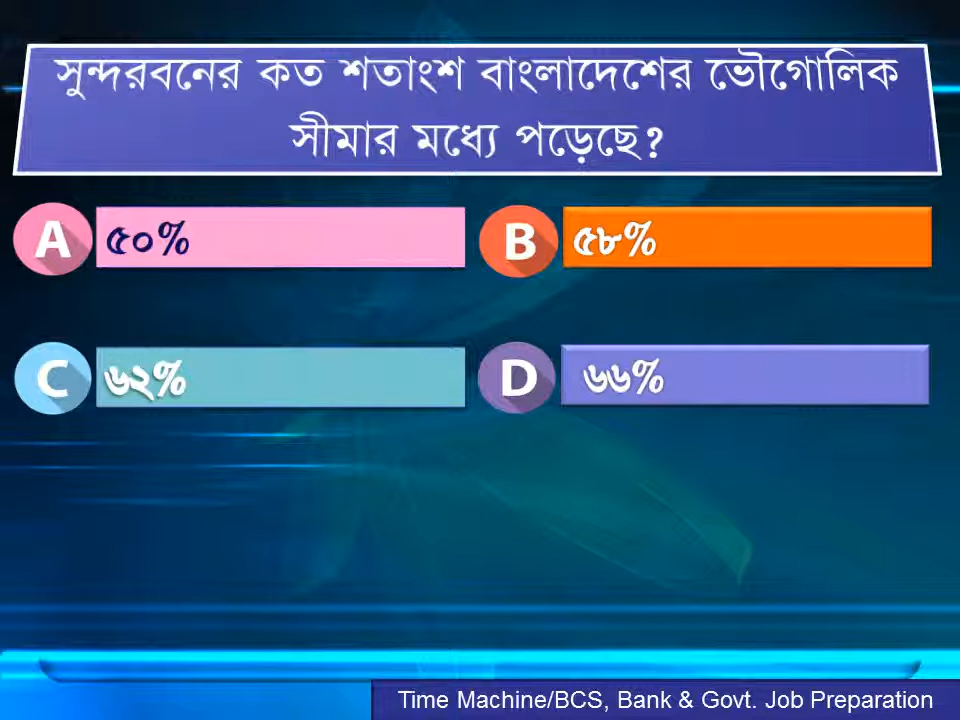 সুন্দরবনের কত শতাংশ বাংলাদেশের ভৌগোলিক
সীমার মধ্যে পড়েছে?
A ৫০%
B ৫৮%
C ৬২%
D ৬৬%
Time Machine/BCS, Bank & Govt. Job Preparation